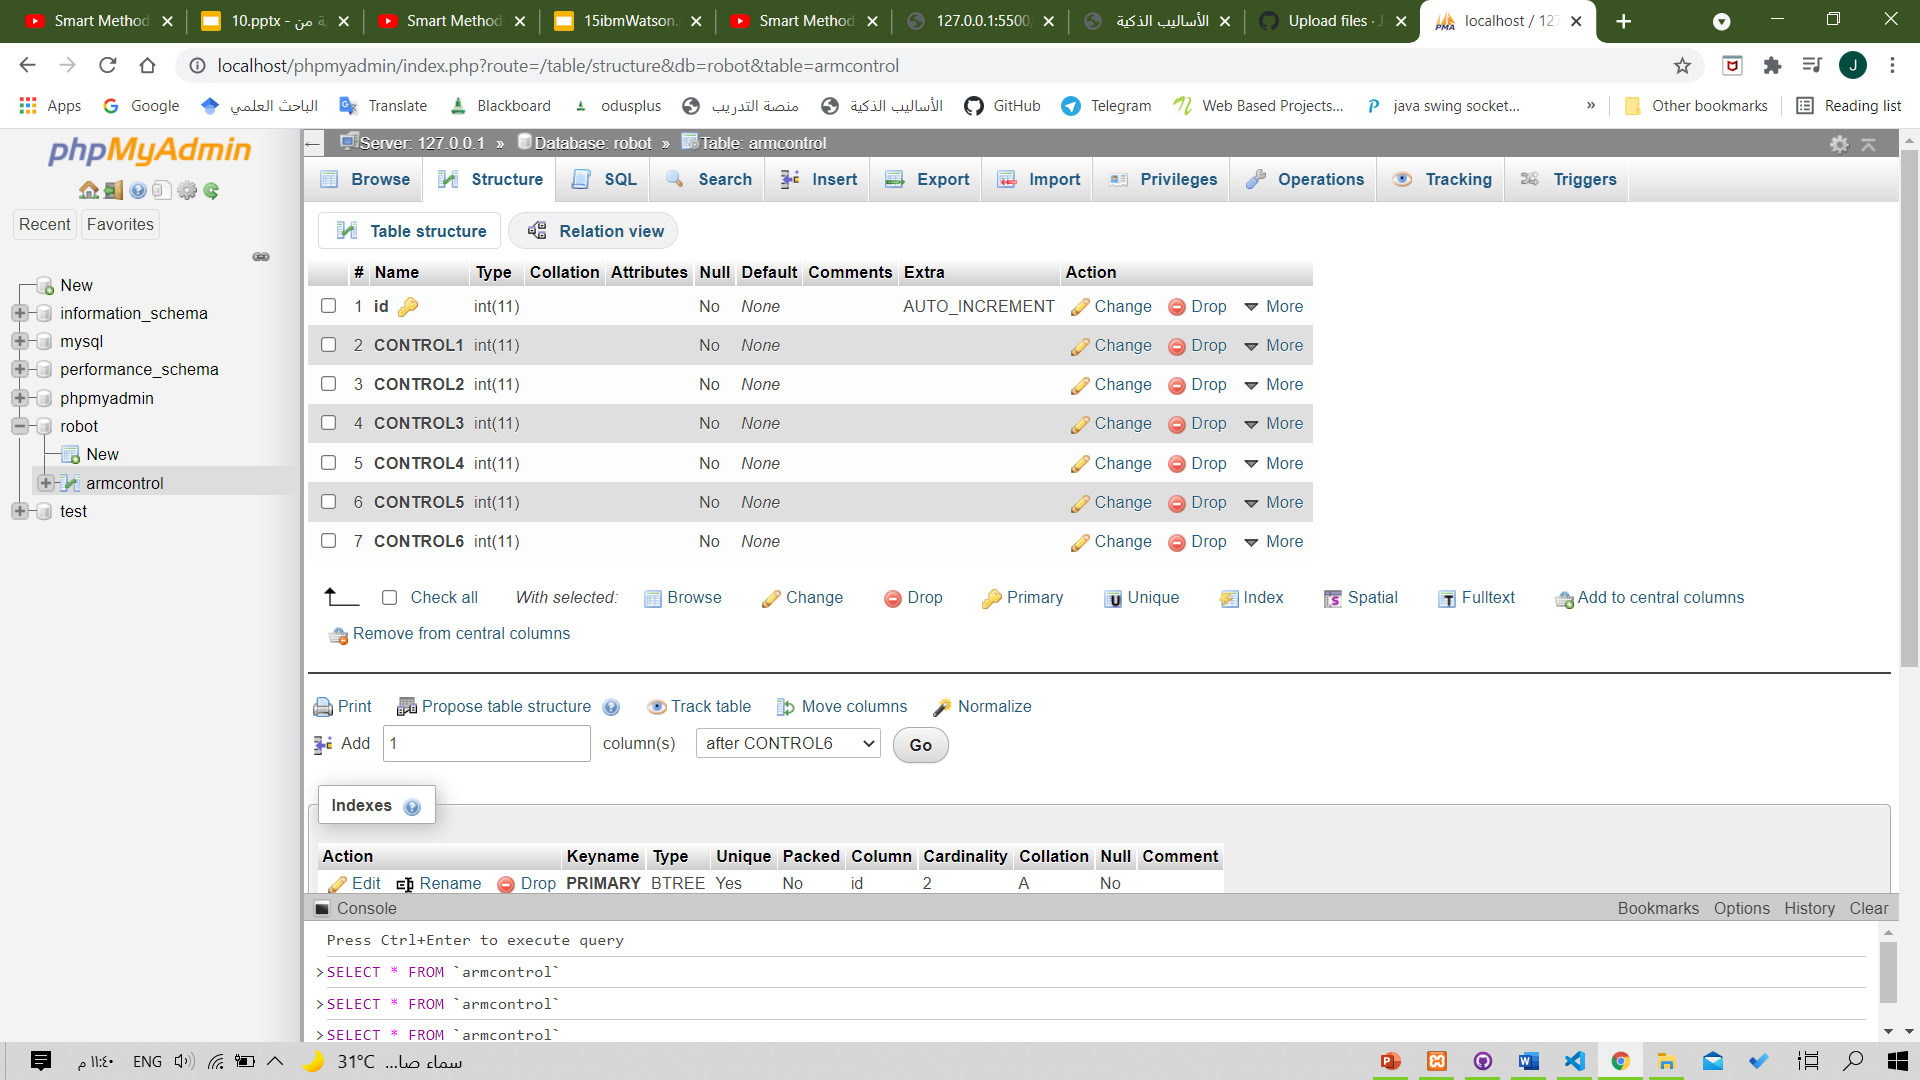 Smart Method
10.pptx - ة من
Smart Method
15ibmWatson.
Smart Method
127.0.0.1:5500
الأساليب الذكية
Upload files · J
localhost / 127
localhost/phpmyadmin/index.php?route=/table/structure&db=robot&table=armcontrol
J
Apps
Google
الباحث العلمي
Translate
Blackboard
odusplus
منصة التدريب
الأساليب الذكية
GitHub
Telegram
Web Based Projects...
java swing socket...
»
Other bookmarks
Reading list
phpMyAdmin
Recent
Favorites
New
information_schema
mysql
performance_schema
phpmyadmin
robot
New
armcontrol
test
Server: 127.0.0.1 » Database: robot » Table: armcontrol
Browse Structure SQL Search Insert Export Import Privileges Operations Tracking Triggers
Table structure Relation view
# Name Type Collation Attributes Null Default Comments Extra Action
1 id int(11) No None AUTO_INCREMENT Change Drop More
2 CONTROL1 int(11) No None Change Drop More
3 CONTROL2 int(11) No None Change Drop More
4 CONTROL3 int(11) No None Change Drop More
5 CONTROL4 int(11) No None Change Drop More
6 CONTROL5 int(11) No None Change Drop More
7 CONTROL6 int(11) No None Change Drop More
Check all With selected: Browse Change Drop Primary Unique Index Spatial Fulltext Add to central columns
Remove from central columns
Print Propose table structure Track table Move columns Normalize
Add 1 column(s) after CONTROL6 Go
Indexes
Action Keyname Type Unique Packed Column Cardinality Collation Null Comment
Edit Rename Drop PRIMARY BTREE Yes No id 2 A No
Console Bookmarks Options History Clear
Press Ctrl+Enter to execute query
>SELECT * FROM `armcontrol`
>SELECT * FROM `armcontrol`
>SELECT * FROM `armcontrol`
١١:٤٠ م ENG 31°C سماء صا...